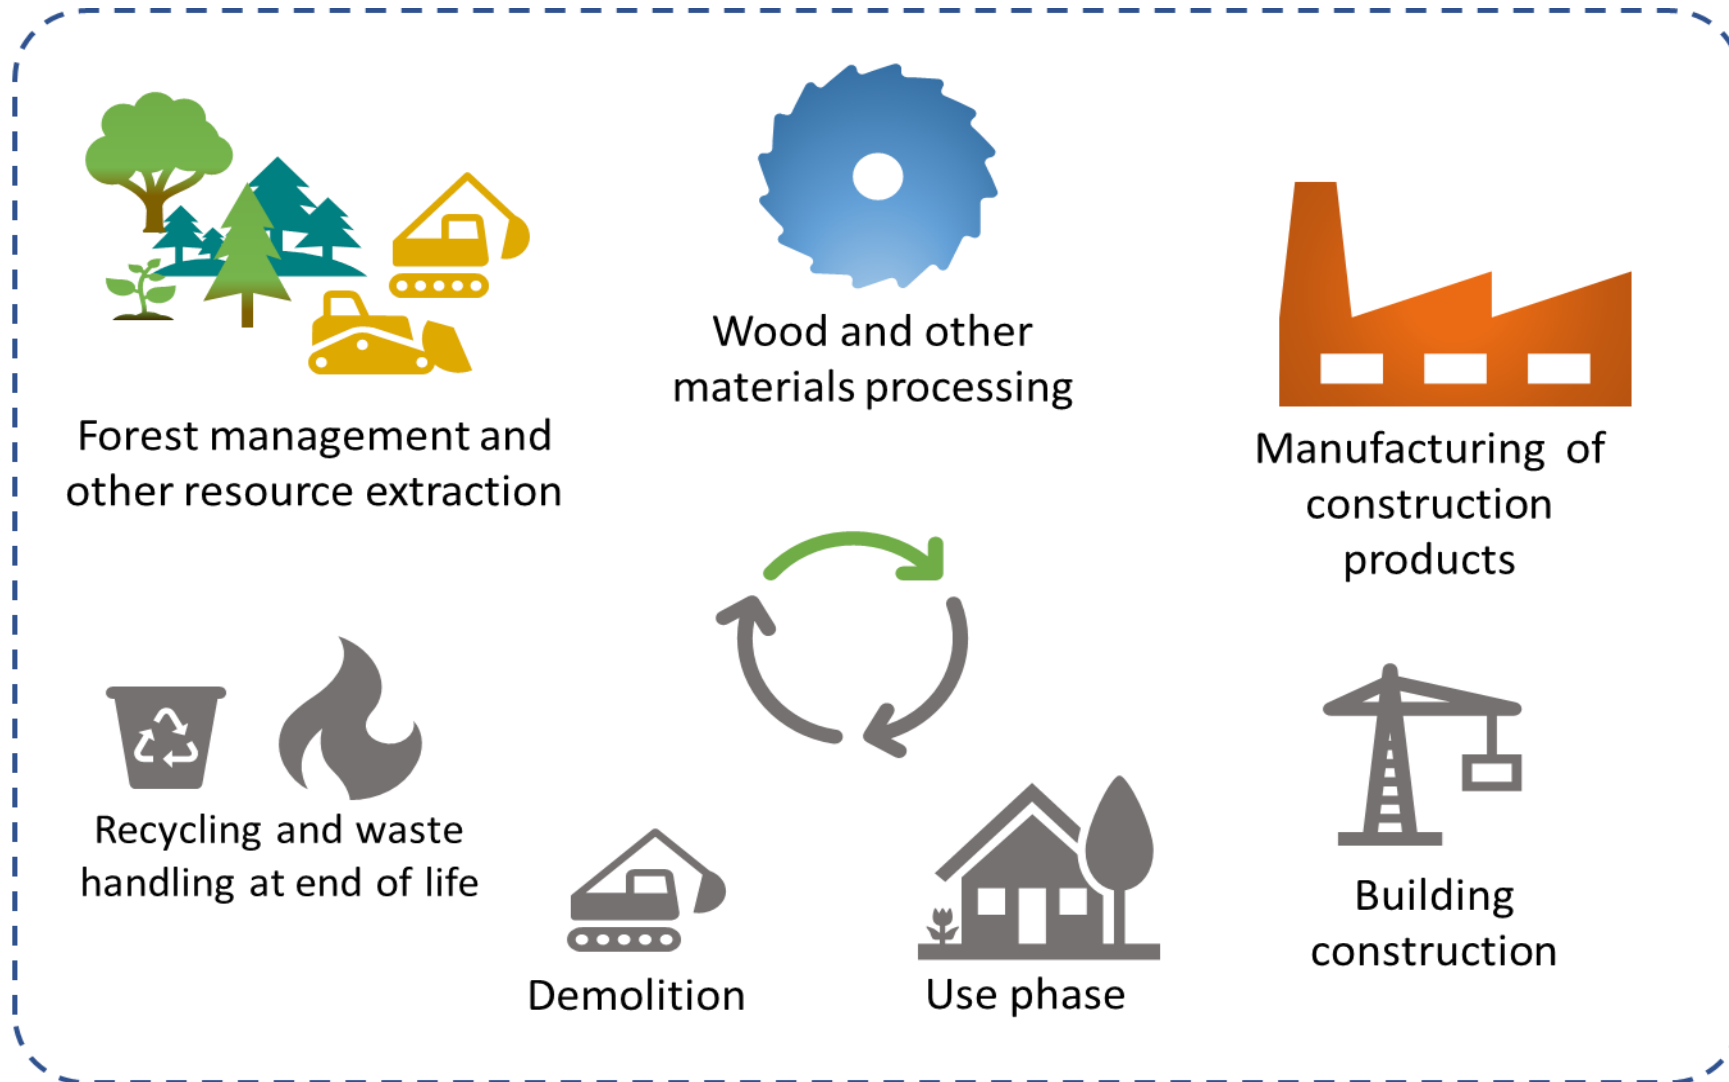 Wood and other
materials processing
Forest management and
other resource extraction
Manufacturing of
construction
products
Recycling and waste
handling at end of life
Demolition
Use phase
Building
construction